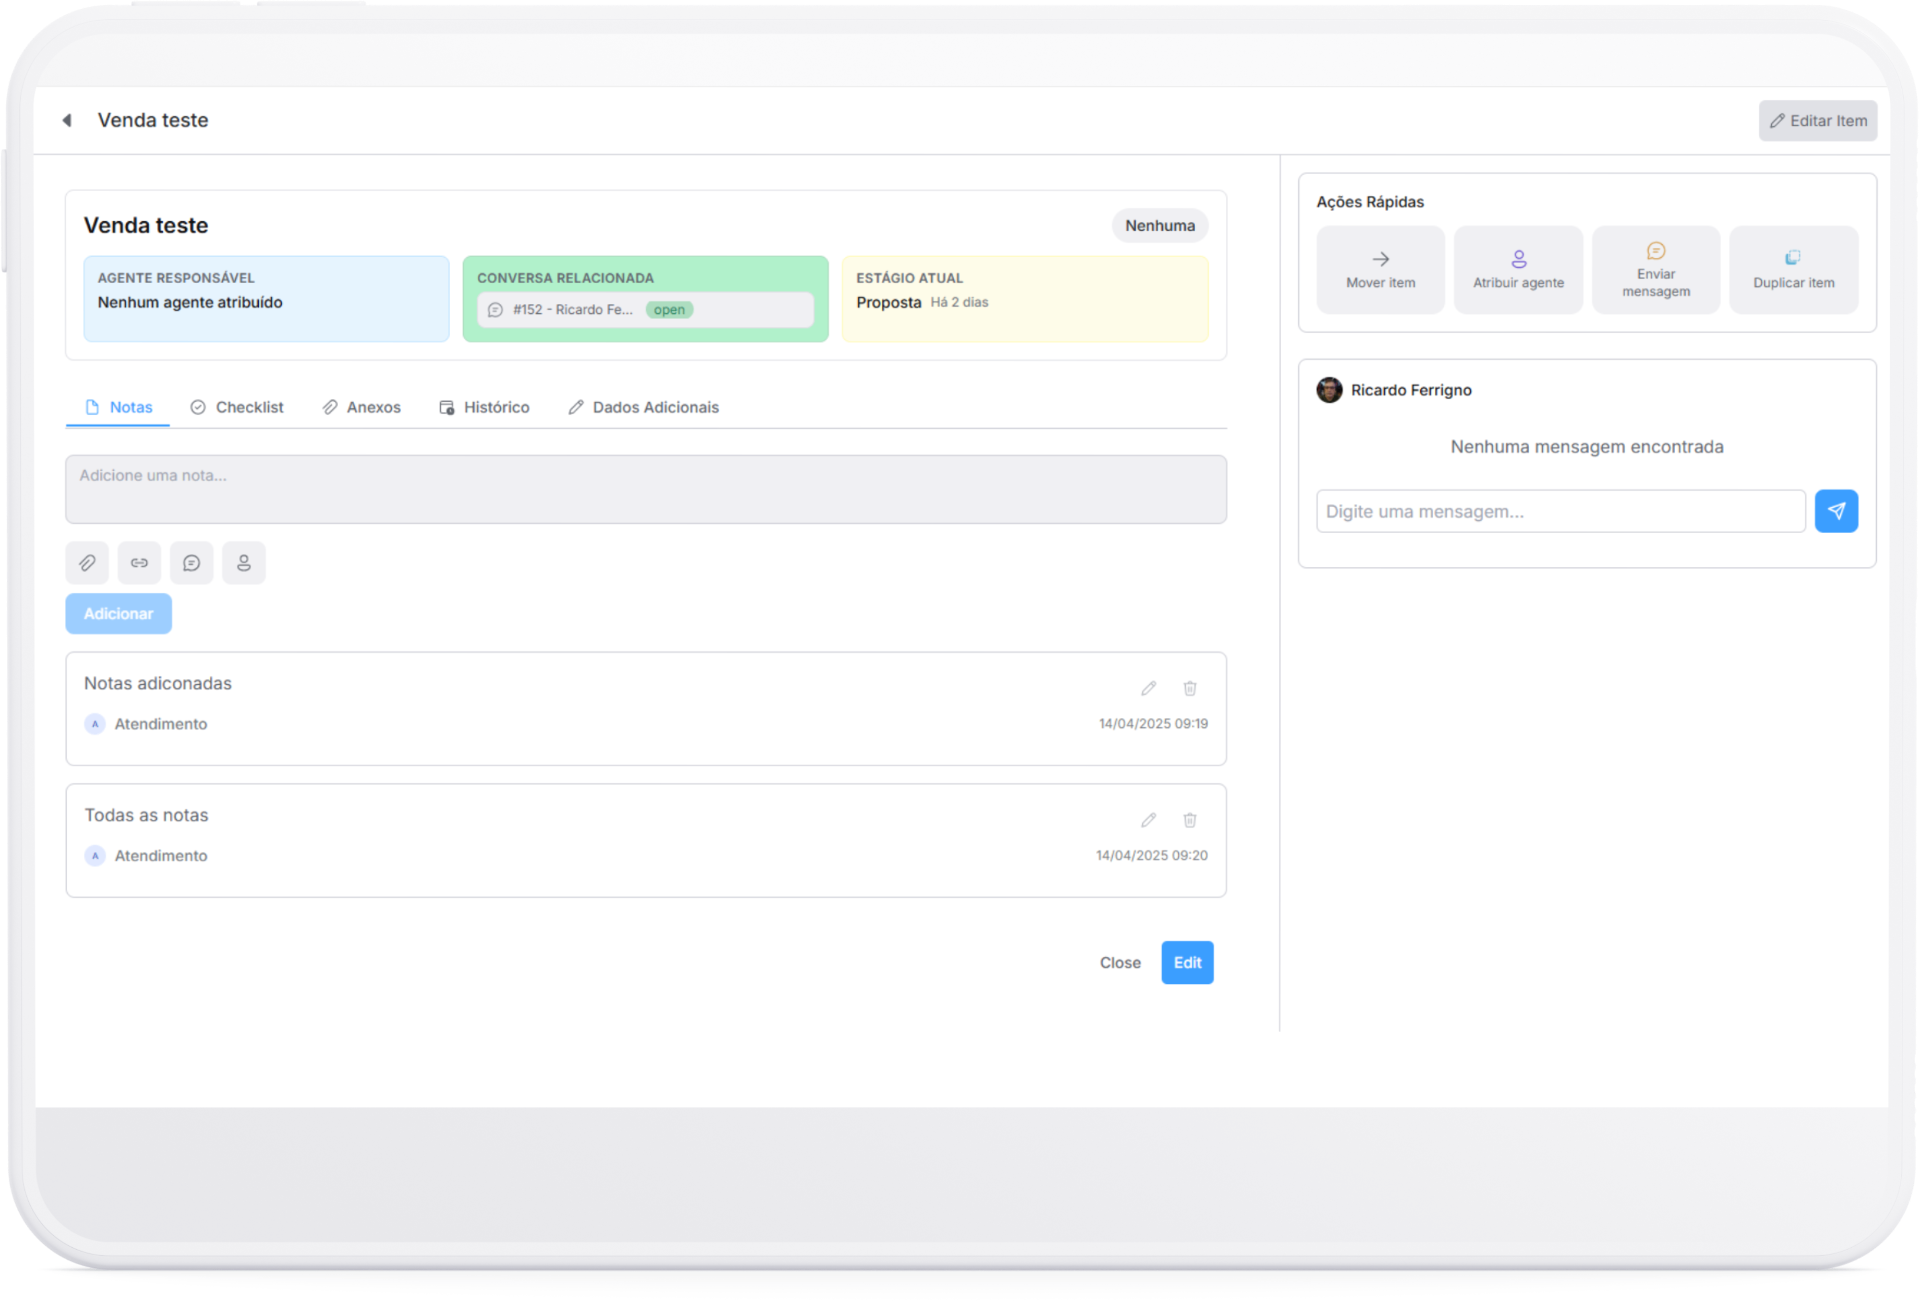 Venda teste
Editar Item
Venda teste
Nenhuma
AGENTE RESPONSÁVEL
Nenhum agente atribuído
CONVERSA RELACIONADA
#152 - Ricardo Fe... open
ESTÁGIO ATUAL
Proposta Há 2 dias
Notas Checklist Anexos Histórico Dados Adicionais
Adicione uma nota...
Adicionar
Notas adiconadas
A Atendimento
14/04/2025 09:19
Todas as notas
A Atendimento
14/04/2025 09:20
Close Edit
Ações Rápidas
Mover item
Atribuir agente
Enviar
mensagem
Duplicar item
Ricardo Ferrigno
Nenhuma mensagem encontrada
Digite uma mensagem...